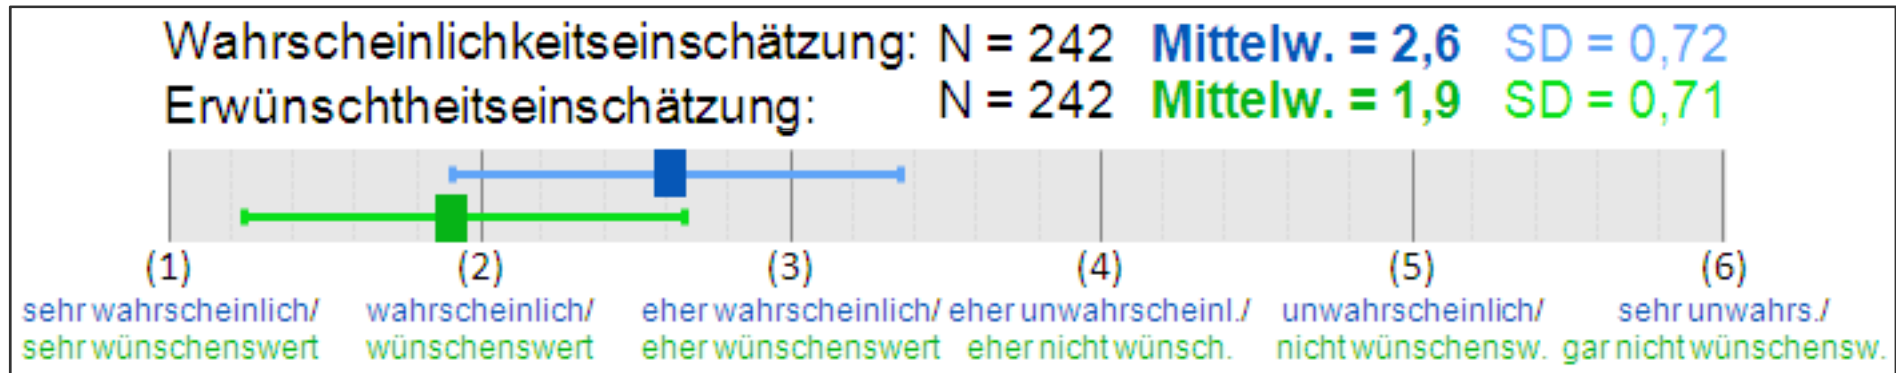 Wahrscheinlichkeitseinschätzung: N = 242 Mittelw. = 2,6 SD = 0,72
Erwünschtheitseinschätzung: N = 242 Mittelw. = 1,9 SD = 0,71
(1) (2) (3) (4) (5) (6)
sehr wahrscheinlich/ wahrscheinlich/ eher wahrscheinlich/ eher unwahrscheinl./ unwahrscheinlich/ sehr unwahrs./
sehr wünschenswert wünschenswert eher wünschenswert eher nicht wünsch. nicht wünschensw. gar nicht wünschensw.